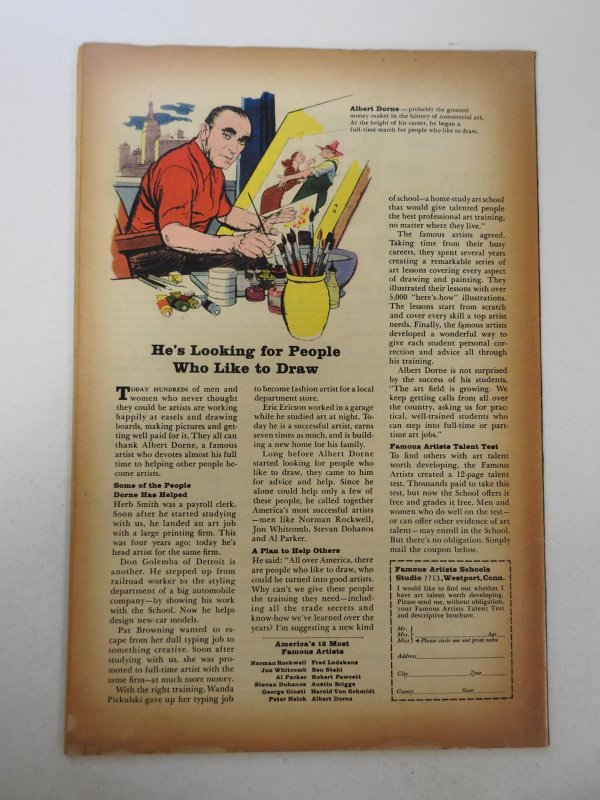 Albert Dorne — probably the greatest
money-maker in the history of commercial art.
At the height of his career, he began a
full-time search for people who like to draw.
He's Looking for People
Who Like to Draw
TODAY HUNDREDS of men and
women who never thought
they could be artists are working
happily at easels and drawing
boards, making pictures and get-
ting well paid for it. They all can
thank Albert Dorne, a famous
artist who devotes almost his full
time to helping other people be-
come artists.
Some of the People
Dorne Has Helped
Herb Smith was a payroll clerk.
Soon after he started studying
with us, he landed an art job
with a large printing firm. This
was four years ago; today he's
head artist for the same firm.
Don Golemba of Detroit is
another. He stepped up from
railroad worker to the styling
department of a big automobile
company—by showing his work
with the School. Now he helps
design new-car models.
Pat Browning wanted to es-
cape from her dull typing job to
something creative. Soon after
studying with us, she was pro-
moted to full-time artist with the
same firm—at much more money.
With the right training, Wanda
Pickulski gave up her typing job
to become fashion artist for a local
department store.
Eric Ericson worked in a garage
while he studied art at night. To-
day he is a successful artist, earns
seven times as much, and is build-
ing a new home for his family.
Long before Albert Dorne
started looking for people who
like to draw, they came to him
for advice and help. Since he
alone could help only a few of
these people, he called together
America's most successful artists
—men like Norman Rockwell,
Jon Whitcomb, Stevan Dohanos
and Al Parker.
A Plan to Help Others
He said: "All over America, there
are people who like to draw, who
could be turned into good artists.
Why can't we give these people
the training they need—includ-
ing all the trade secrets and
know-how we've learned over the
years? I'm suggesting a new kind
America's 12 Most
Famous Artists
Norman Rockwell Fred Ludekens
Jon Whitcomb Ben Stahl
Al Parker Robert Fawcett
Stevan Dohanos Austin Briggs
George Giusti Harold Von Schmidt
Peter Helck Albert Dorne
of school—a home-study art school
that would give talented people
the best professional art training,
no matter where they live."
The famous artists agreed.
Taking time from their busy
careers, they spent several years
creating a remarkable series of
art lessons covering every aspect
of drawing and painting. They
illustrated their lessons with over
5,000 "here's-how" illustrations.
The lessons start from scratch
and cover every skill a top artist
needs. Finally, the famous artists
developed a wonderful way to
give each student personal cor-
rection and advice all through
his training.
Albert Dorne is not surprised
by the success of his students,
"The art field is growing. We
keep getting calls from all over
the country, asking us for prac-
tical, well-trained students who
can step into full-time or part-
time art jobs."
Famous Artists Talent Test
To find others with art talent
worth developing, the Famous
Artists created a 12-page talent
test. Thousands paid to take this
test, but now the School offers it
free and grades it free. Men and
women who do well on the test—
or can offer other evidence of art
talent—may enroll in the School.
But there's no obligation. Simply
mail the coupon below.
Famous Artists Schools
Studio 7713, Westport, Conn.
I would like to find out whether I
have art talent worth developing.
Please send me, without obligation,
your Famous Artists Talent Test
and descriptive brochure.
Mr.
Mrs. Age
Miss Please circle one and print name
Address
City Zone
County State